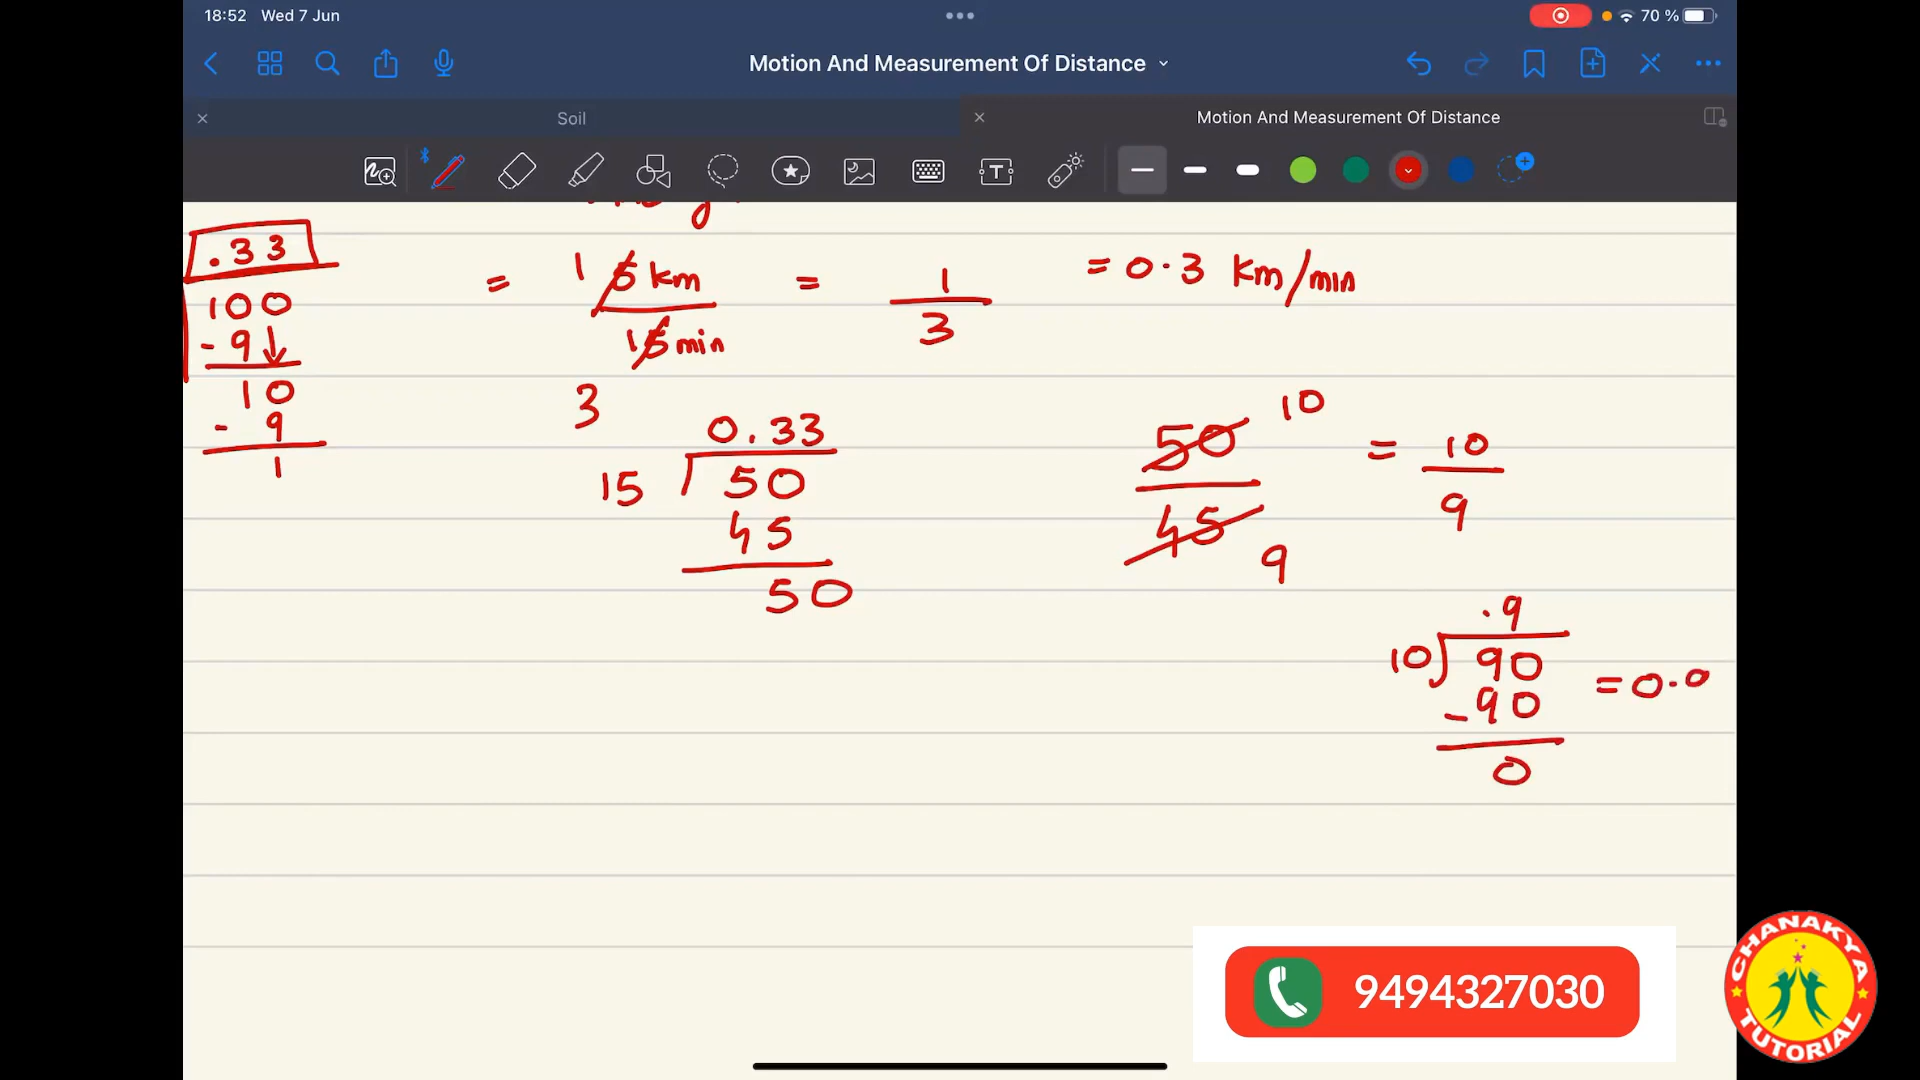 18:52 Wed 7 Jun
70 %
Motion And Measurement Of Distance
Soil
Motion And Measurement Of Distance
.33
100
- 9
10
- 9
1
= 1 5 km = 1 = 0.3 Km/min
15 min 3
3
0.33
15 50
45
50
50 10 = 10
45 9 9
.9
10 90 = 0.0
- 90
0
9494327030
CHANAKYA
TUTORIAL